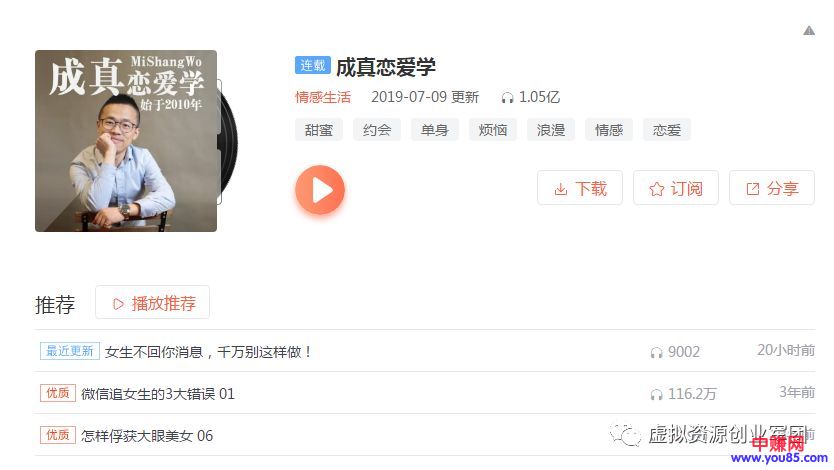 成真恋爱学
MiShangWo
始于2010年
连载 成真恋爱学
情感生活 2019-07-09 更新 1.05亿
甜蜜 约会 单身 烦恼 浪漫 情感 恋爱
下载 订阅 分享
推荐 播放推荐
最近更新 女生不回你消息，千万别这样做！ 9002 20小时前
优质 微信追女生的3大错误 01 116.2万 3年前
优质 怎样俘获大眼美女 06 前
虚拟资源创业军团
中赚网
www.you85.com